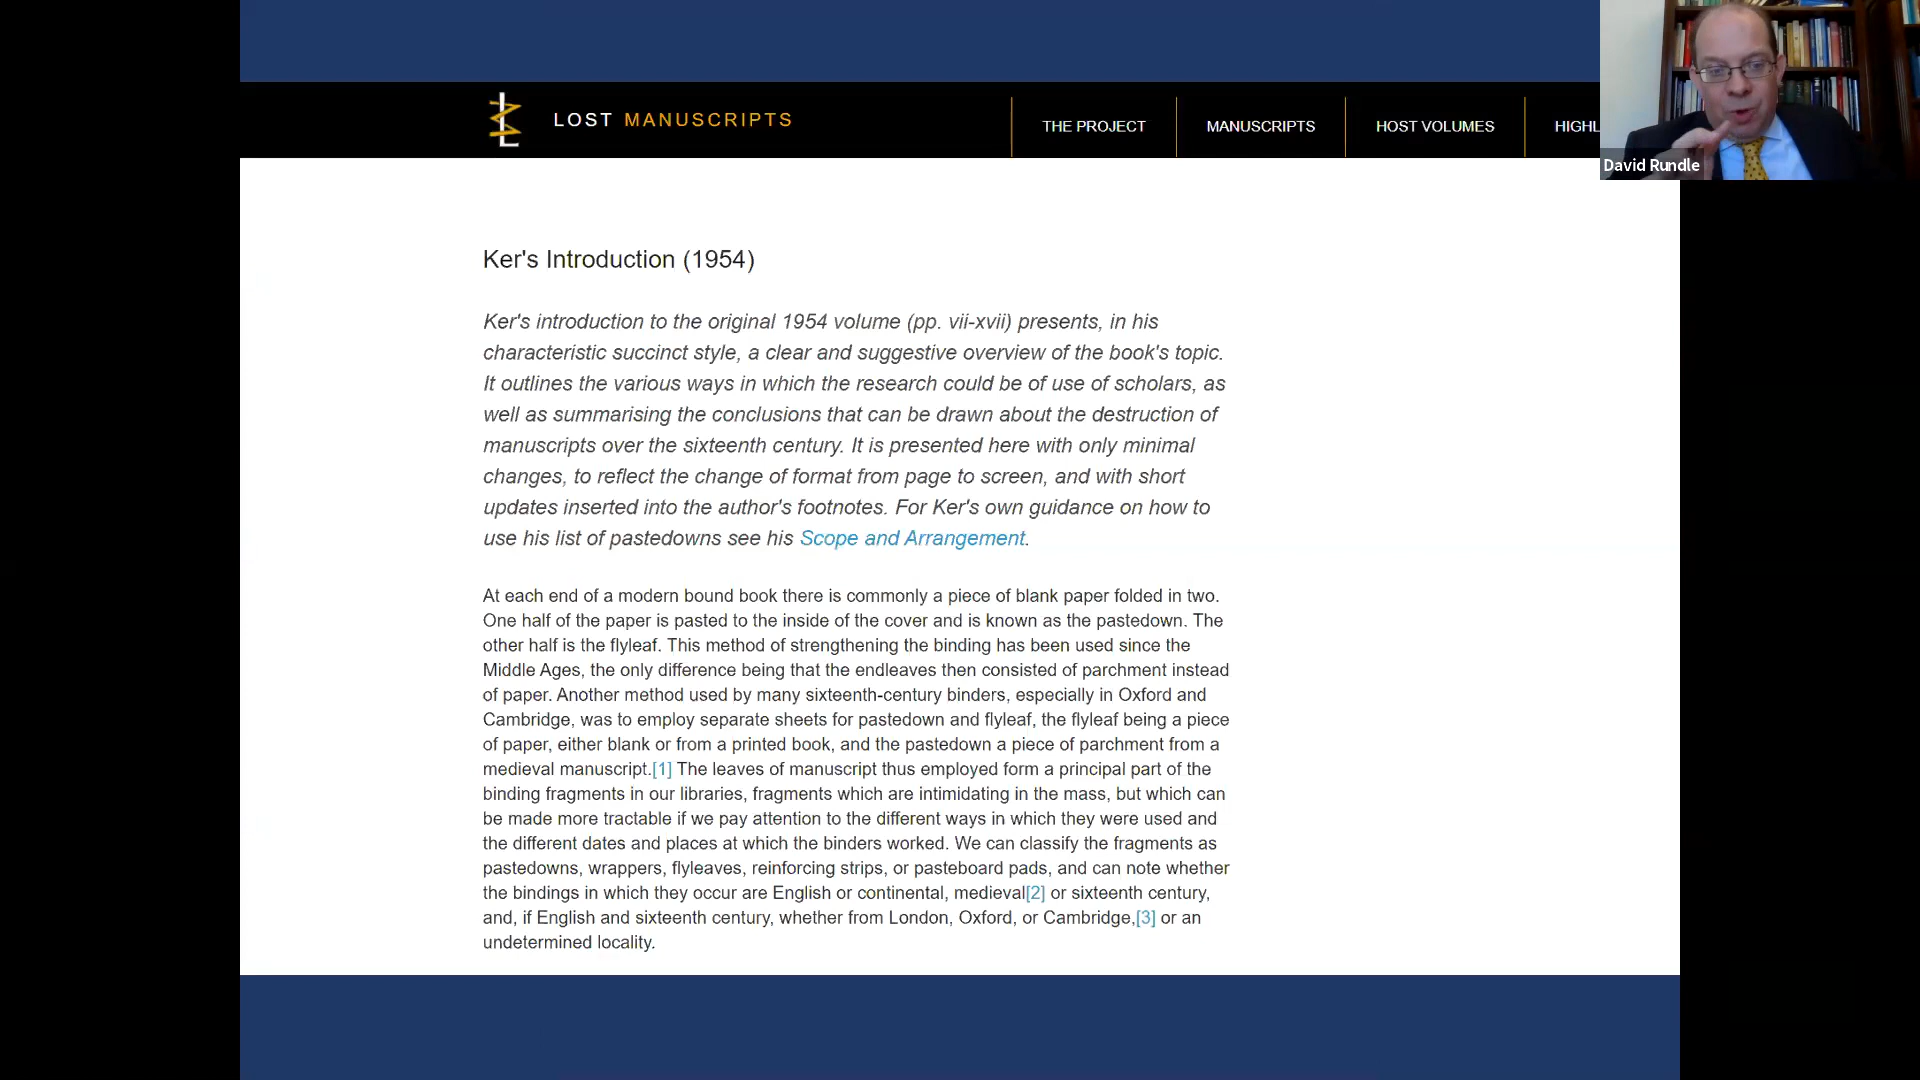 LOST MANUSCRIPTS
THE PROJECT
MANUSCRIPTS
HOST VOLUMES
HIGHL
David Rundle
Ker's Introduction (1954)
Ker's introduction to the original 1954 volume (pp. vii-xvii) presents, in his
characteristic succinct style, a clear and suggestive overview of the book's topic.
It outlines the various ways in which the research could be of use of scholars, as
well as summarising the conclusions that can be drawn about the destruction of
manuscripts over the sixteenth century. It is presented here with only minimal
changes, to reflect the change of format from page to screen, and with short
updates inserted into the author's footnotes. For Ker's own guidance on how to
use his list of pastedowns see his Scope and Arrangement.
At each end of a modern bound book there is commonly a piece of blank paper folded in two.
One half of the paper is pasted to the inside of the cover and is known as the pastedown. The
other half is the flyleaf. This method of strengthening the binding has been used since the
Middle Ages, the only difference being that the endleaves then consisted of parchment instead
of paper. Another method used by many sixteenth-century binders, especially in Oxford and
Cambridge, was to employ separate sheets for pastedown and flyleaf, the flyleaf being a piece
of paper, either blank or from a printed book, and the pastedown a piece of parchment from a
medieval manuscript.[1] The leaves of manuscript thus employed form a principal part of the
binding fragments in our libraries, fragments which are intimidating in the mass, but which can
be made more tractable if we pay attention to the different ways in which they were used and
the different dates and places at which the binders worked. We can classify the fragments as
pastedowns, wrappers, flyleaves, reinforcing strips, or pasteboard pads, and can note whether
the bindings in which they occur are English or continental, medieval[2] or sixteenth century,
and, if English and sixteenth century, whether from London, Oxford, or Cambridge,[3] or an
undetermined locality.